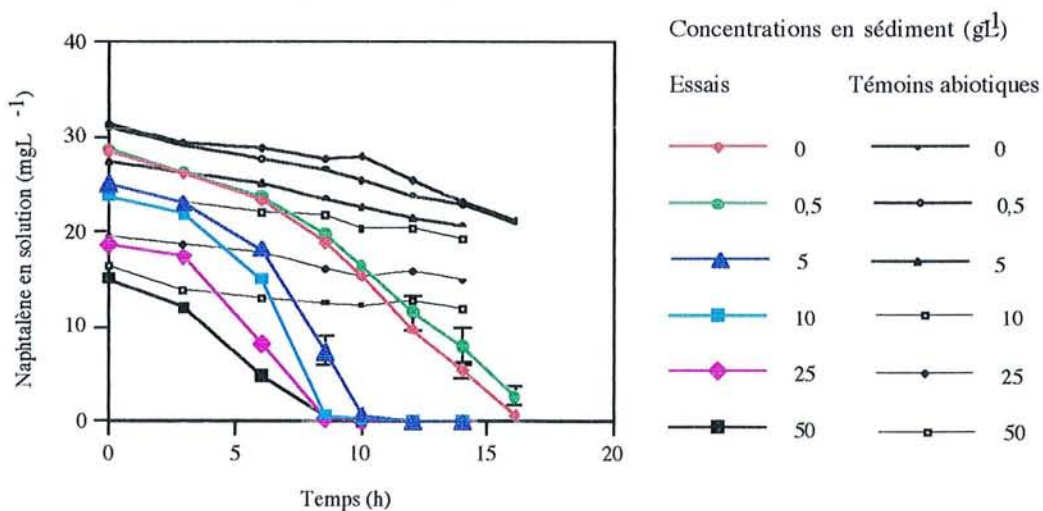 Concentrations en sédiment (gL-1)
Essais Témoins abiotiques
0 0
0,5 0,5
5 5
10 10
25 25
50 50
Naphtalène en solution (mgL-1)
40
30
20
10
0
0 5 10 15 20
Temps (h)